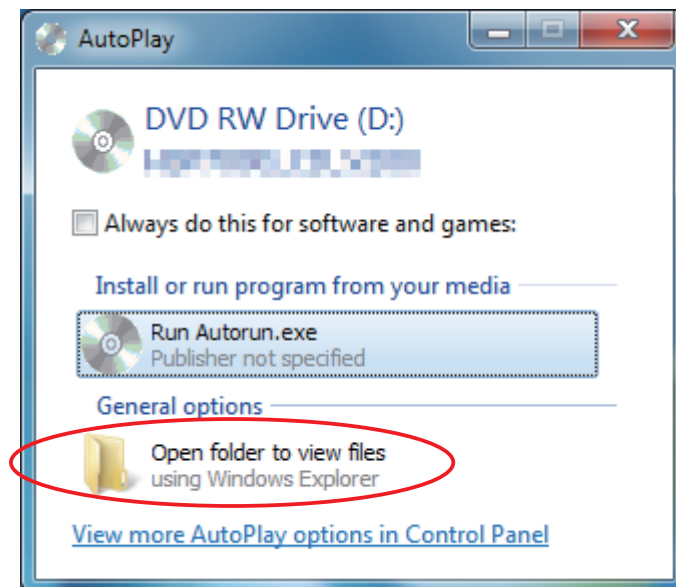 AutoPlay
DVD RW Drive (D:)
Always do this for software and games:
Install or run program from your media
Run Autorun.exe
Publisher not specified
General options
Open folder to view files
using Windows Explorer
View more AutoPlay options in Control Panel